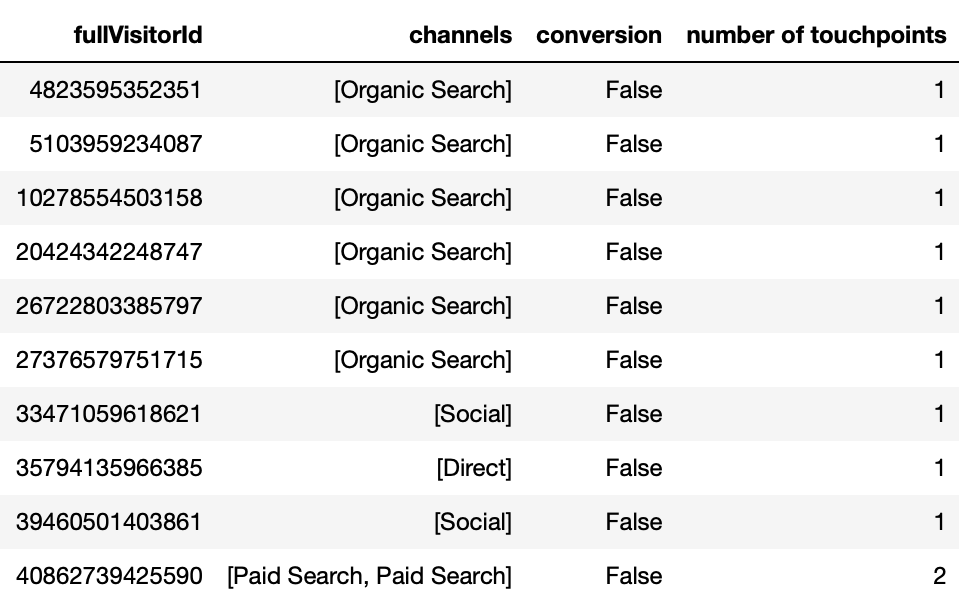 fullVisitorId channels conversion number of touchpoints
4823595352351 [Organic Search] False 1
5103959234087 [Organic Search] False 1
10278554503158 [Organic Search] False 1
20424342248747 [Organic Search] False 1
26722803385797 [Organic Search] False 1
27376579751715 [Organic Search] False 1
33471059618621 [Social] False 1
35794135966385 [Direct] False 1
39460501403861 [Social] False 1
40862739425590 [Paid Search, Paid Search] False 2